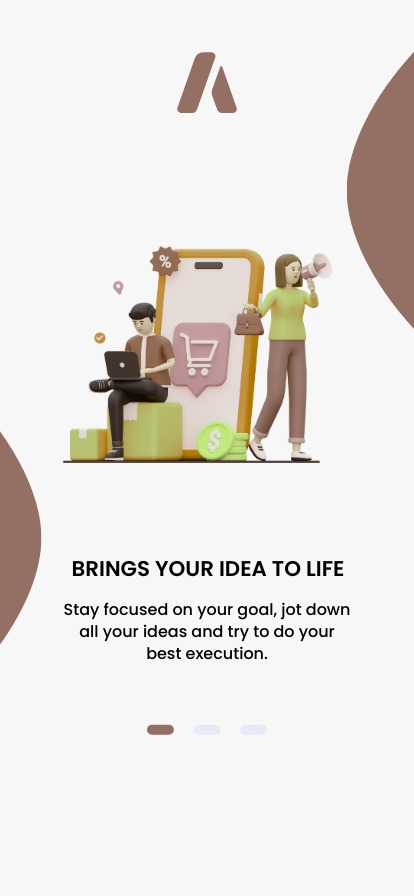 %
$
BRINGS YOUR IDEA TO LIFE
Stay focused on your goal, jot down
all your ideas and try to do your
best execution.